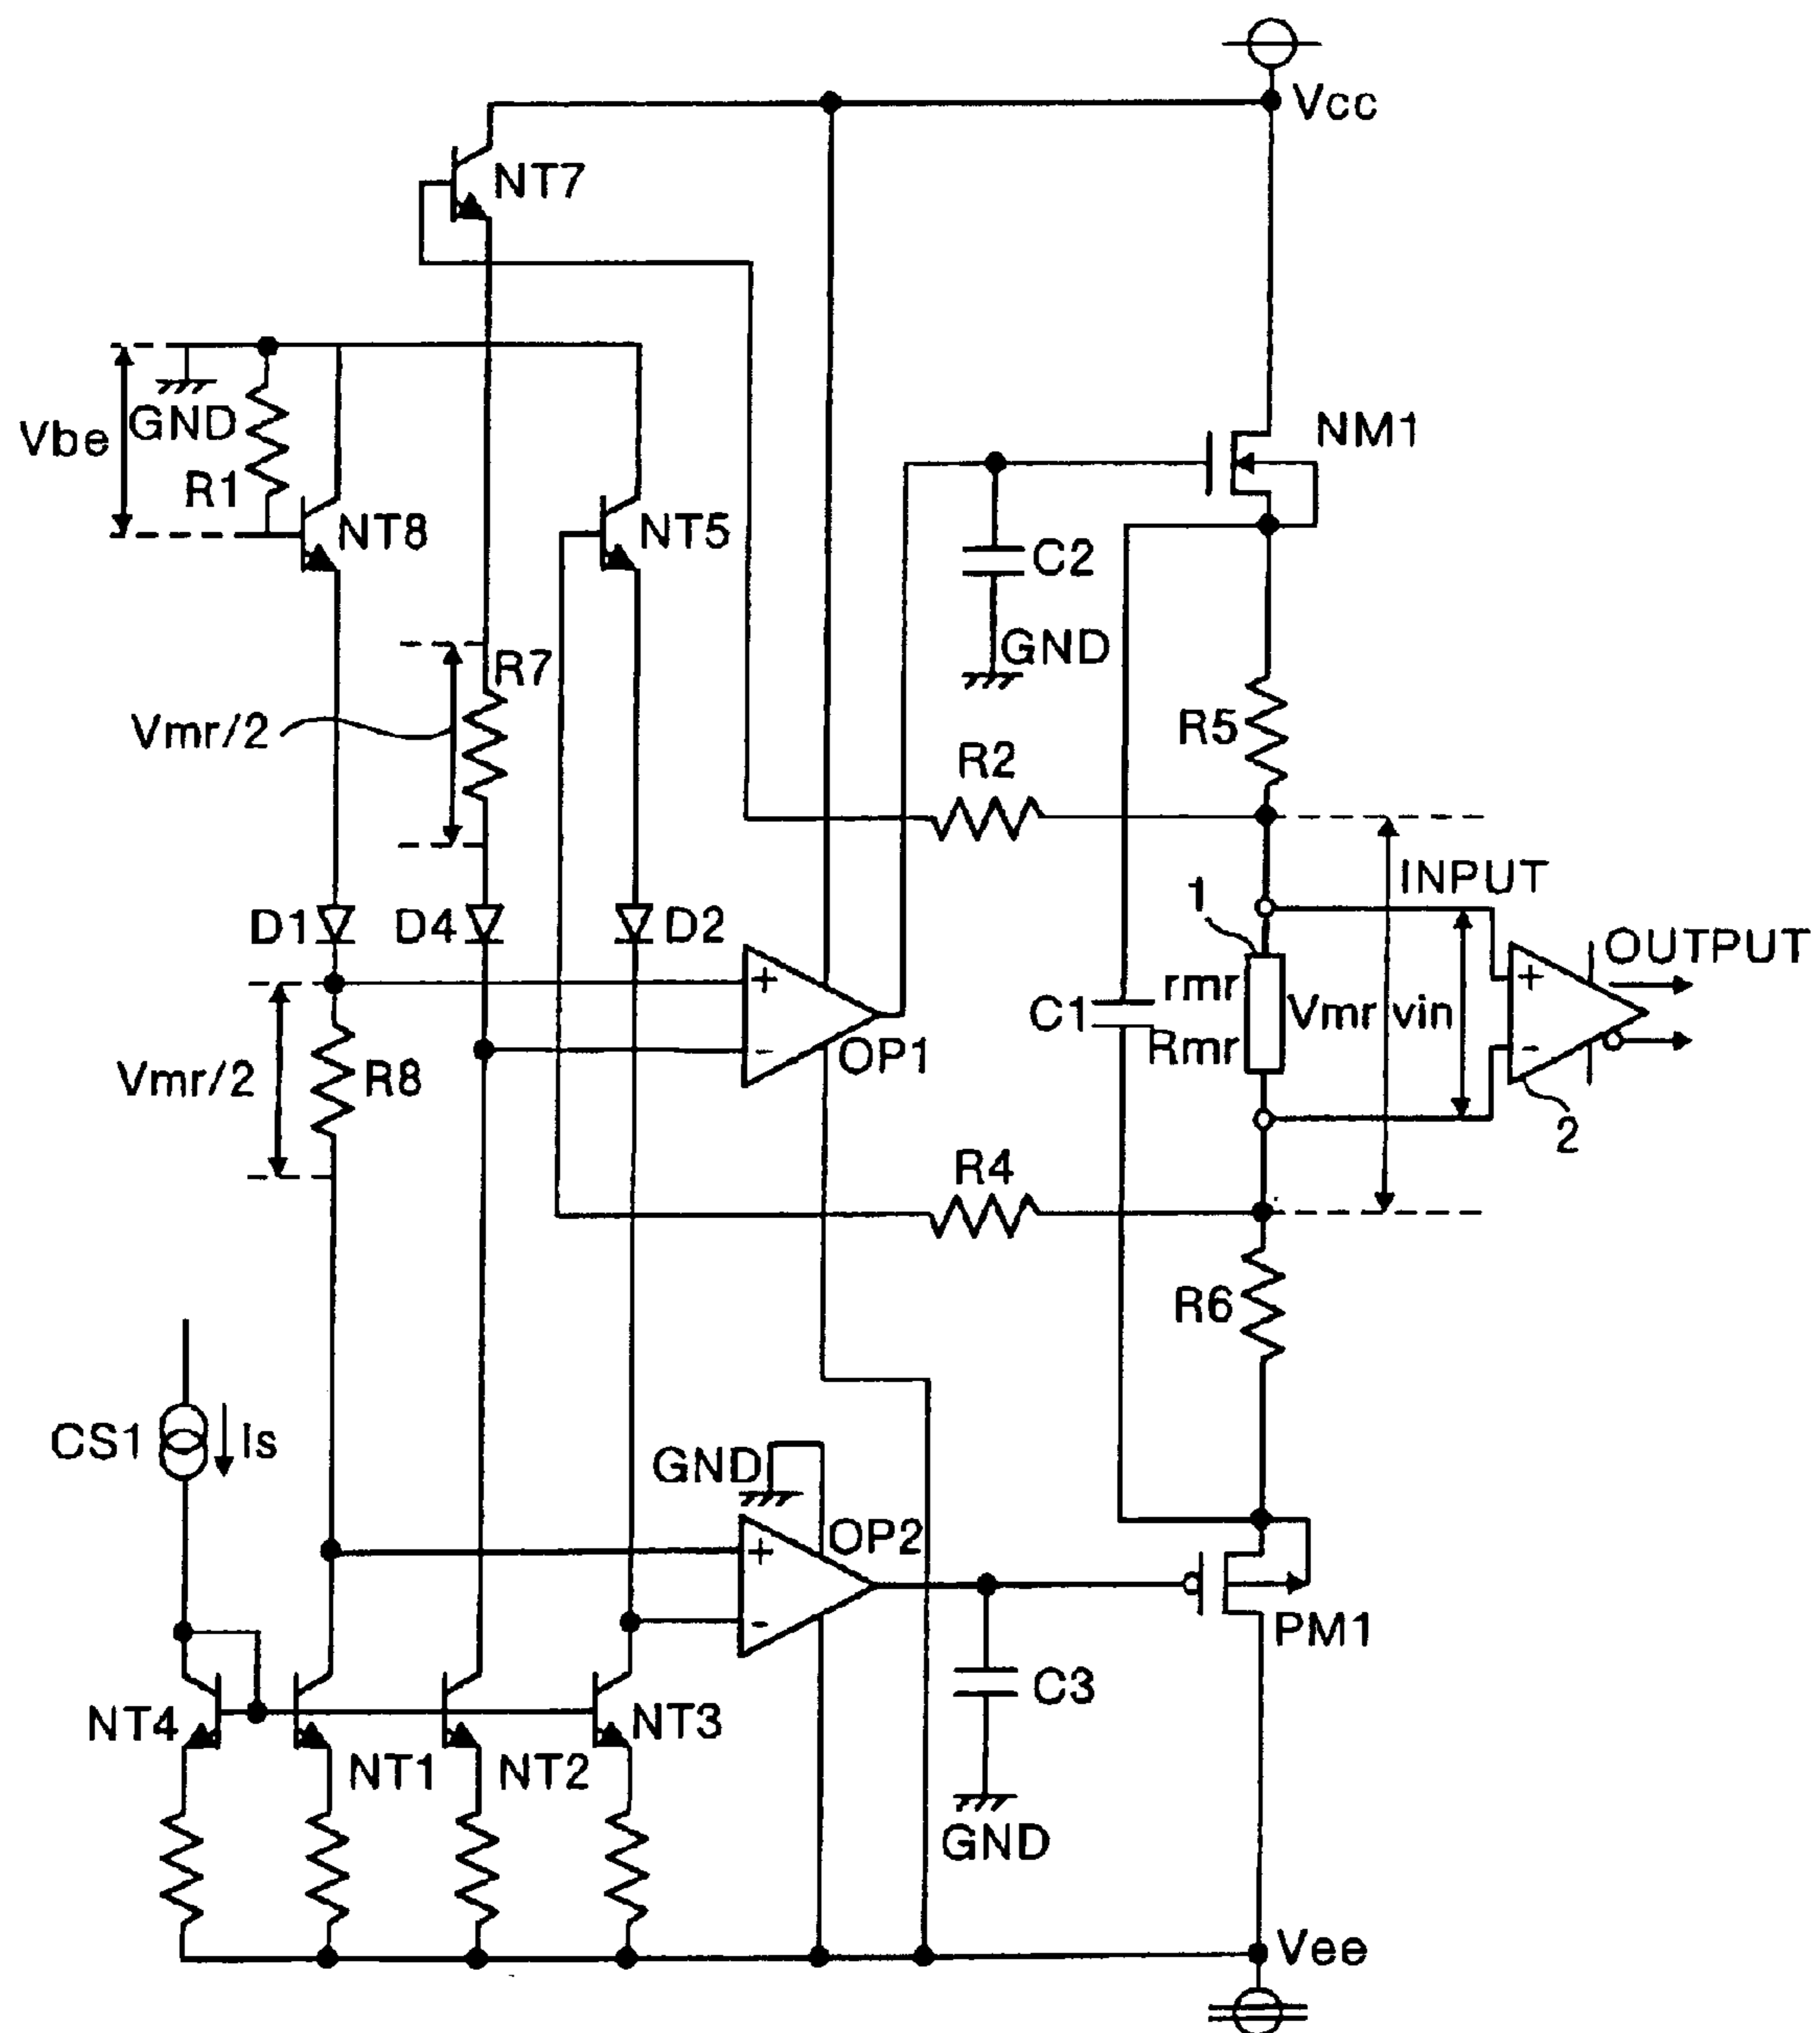 Vcc
NT7
GND
Vbe
R1
NT8
NT5
NM1
C2
GND
R7
Vmr/2
R5
R2
INPUT
1
D1
D4
D2
OUTPUT
+
-
OP1
C1
rmr
Rmr
Vmr
vin
+
-
2
Vmr/2
R8
R4
R6
CS1
Is
GND
OP2
+
-
PM1
C3
GND
NT4
NT1
NT2
NT3
Vee